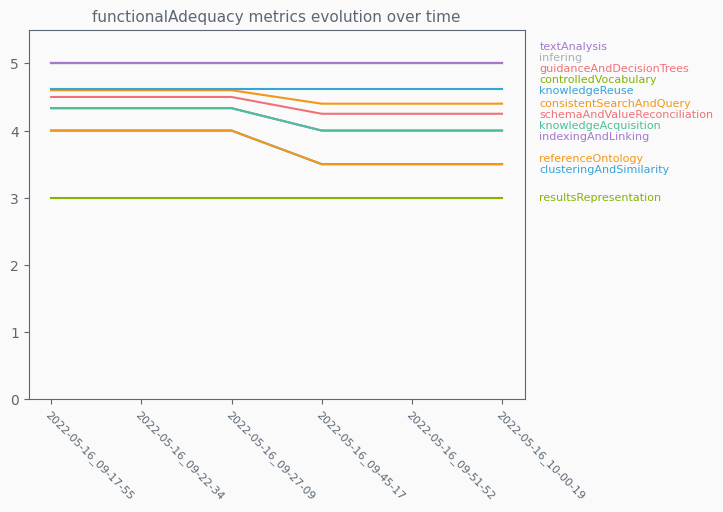 functionalAdequacy metrics evolution over time
5
4
3
2
1
0
textAnalysis
infering
guidanceAndDecisionTrees
controlledVocabulary
knowledgeReuse
consistentSearchAndQuery
schemaAndValueReconciliation
knowledgeAcquisition
indexingAndLinking
referenceOntology
clusteringAndSimilarity
resultsRepresentation
2022-05-16_09-17-55
2022-05-16_09-22-34
2022-05-16_09-27-09
2022-05-16_09-45-17
2022-05-16_09-51-52
2022-05-16_10-00-19